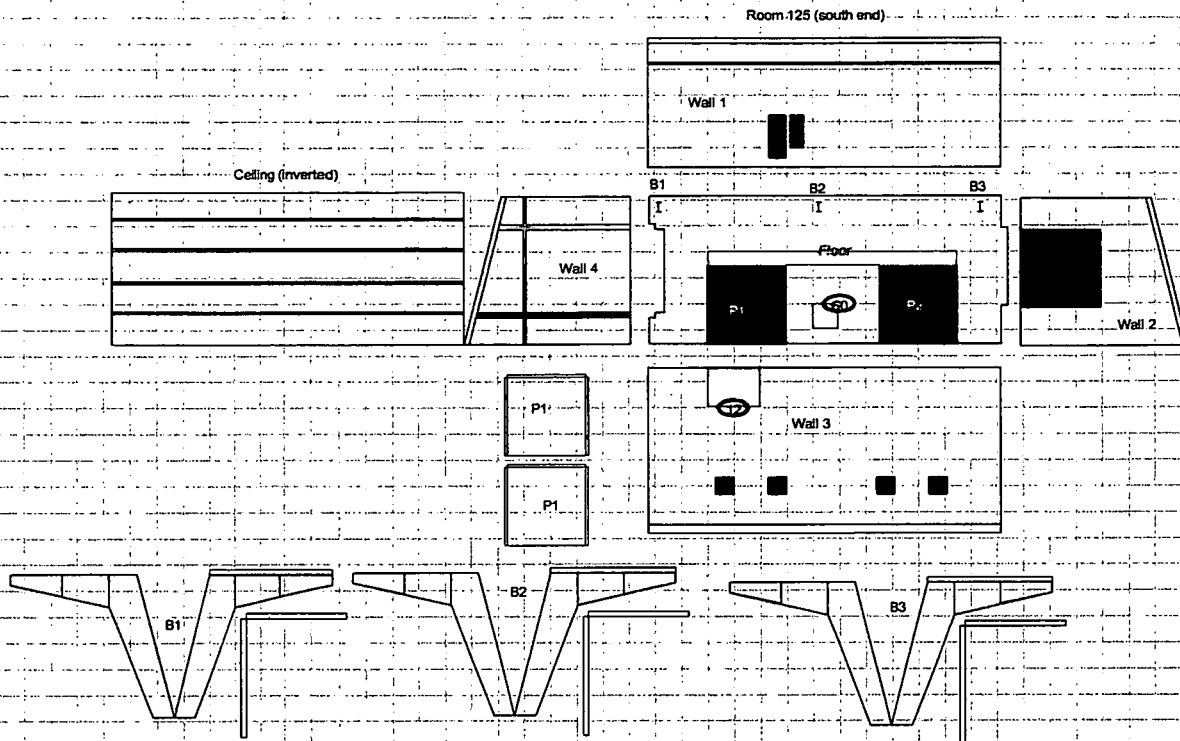 Room 125 (south end)
Wall 1
Ceiling (inverted)
B1
B2
B3
Wall 4
Floor
P1
60
Wall 2
P1
12
Wall 3
P1
B1
B2
B3